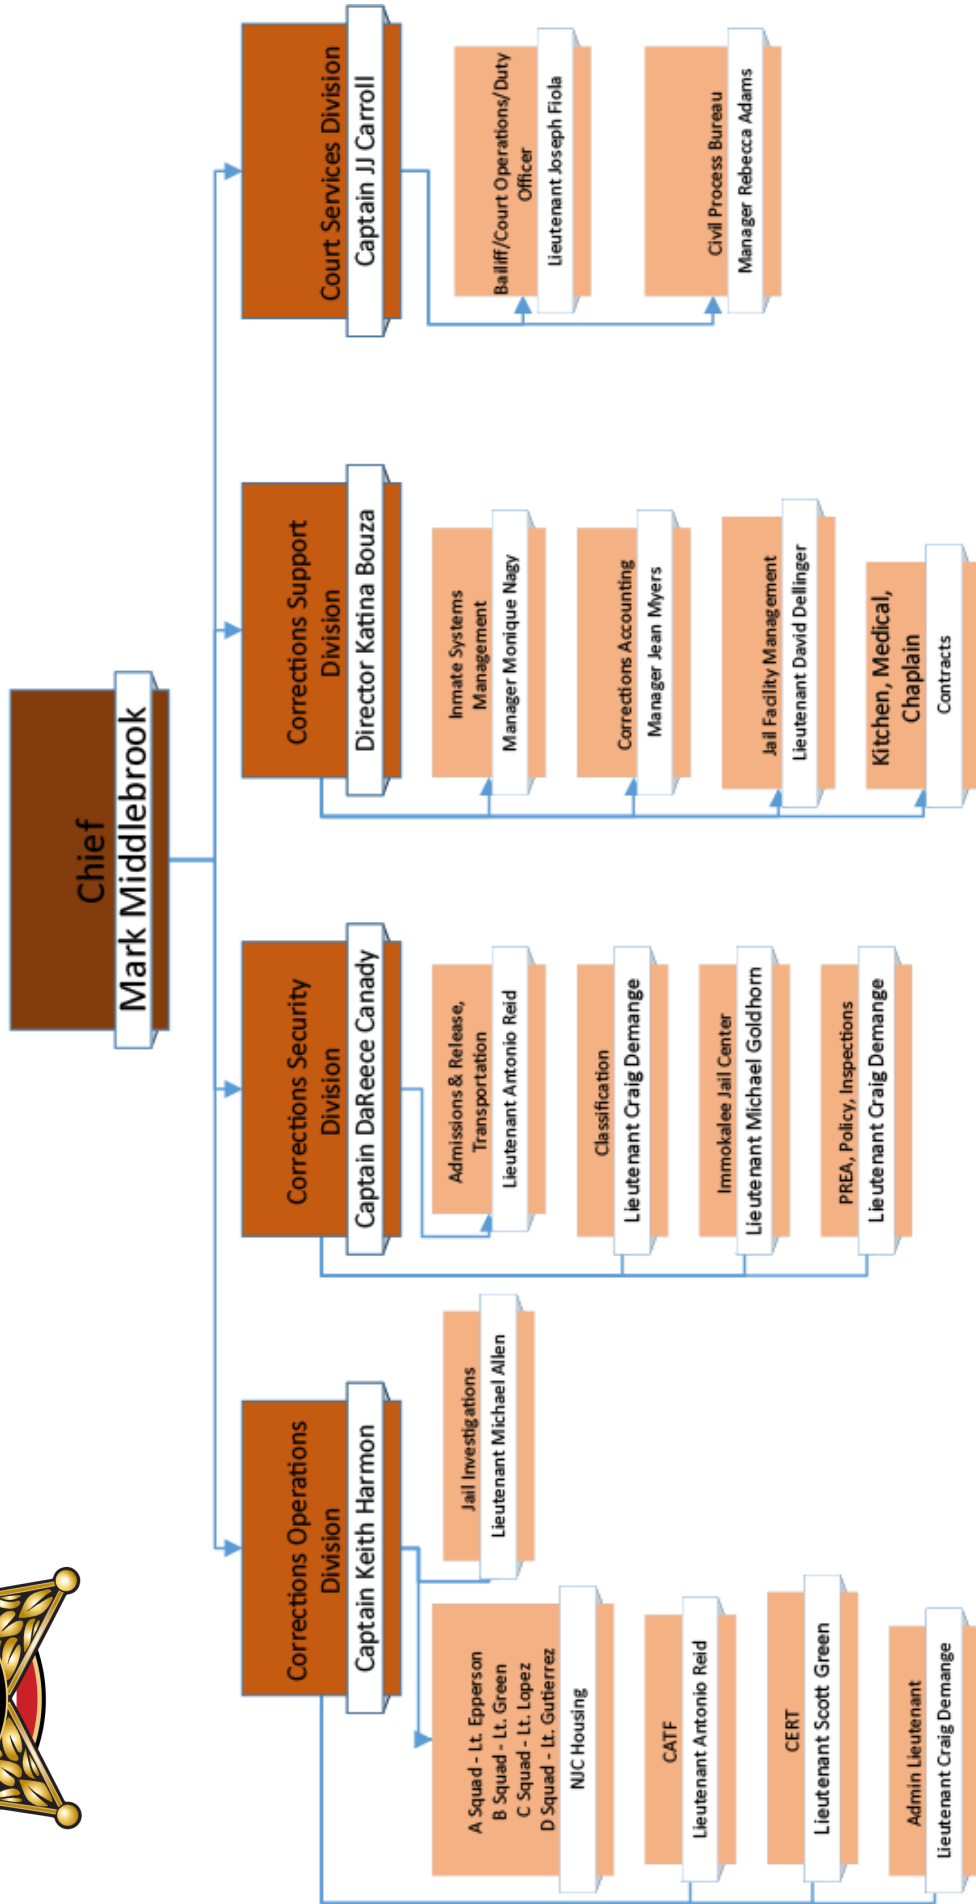 Chief
Mark Middlebrook
Corrections Operations
Division
Captain Keith Harmon
Jail Investigations
Lieutenant Michael Allen
A Squad - Lt. Epperson
B Squad - Lt. Green
C Squad - Lt. Lopez
D Squad - Lt. Gutierrez
NJC Housing
CATF
Lieutenant Antonio Reid
CERT
Lieutenant Scott Green
Admin Lieutenant
Lieutenant Craig Demange
Corrections Security
Division
Captain DaReece Canady
Admissions & Release,
Transportation
Lieutenant Antonio Reid
Classification
Lieutenant Craig Demange
Immokalee Jail Center
Lieutenant Michael Goldhorn
PREA, Policy, Inspections
Lieutenant Craig Demange
Corrections Support
Division
Director Katina Bouza
Inmate Systems
Management
Manager Monique Nagy
Corrections Accounting
Manager Jean Myers
Jail Facility Management
Lieutenant David Dellinger
Kitchen, Medical,
Chaplain
Contracts
Court Services Division
Captain JJ Carroll
Bailiff/Court Operations/Duty
Officer
Lieutenant Joseph Fiola
Civil Process Bureau
Manager Rebecca Adams